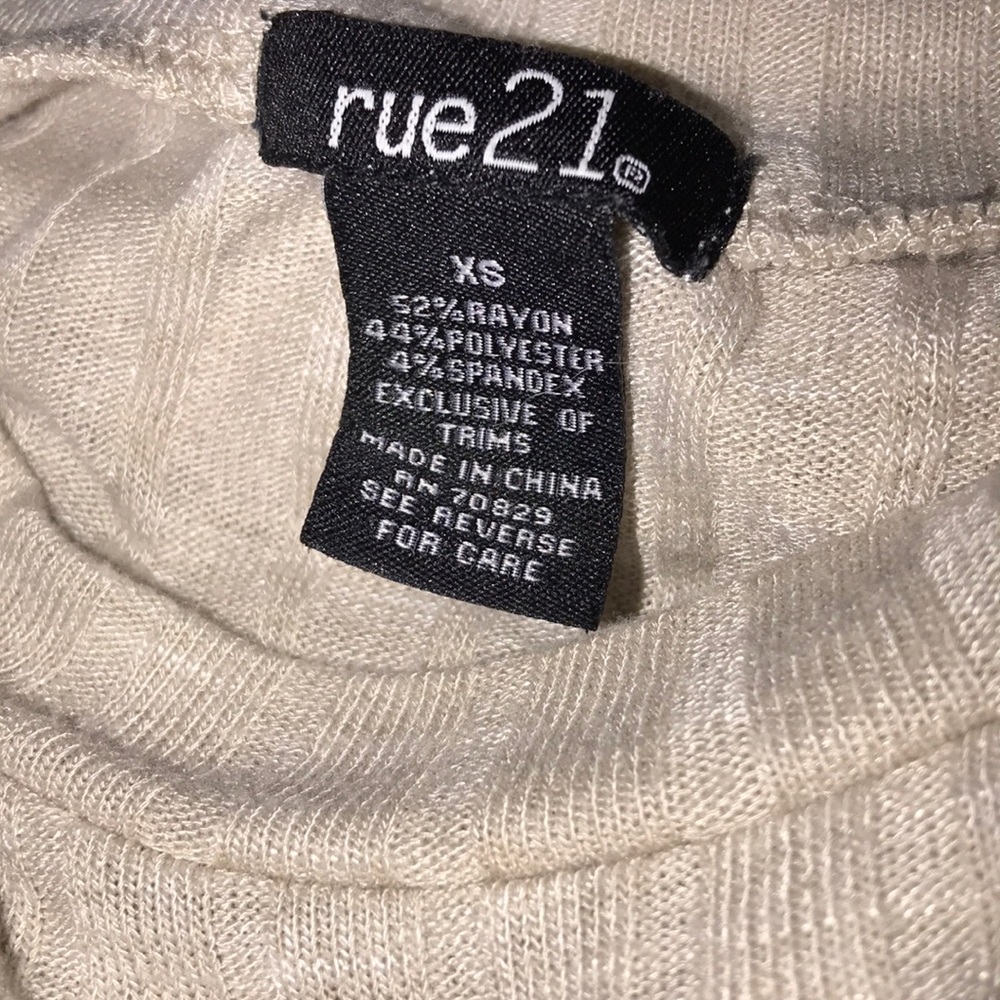 rue21®
XS
52%RAYON
44%POLYESTER
4%SPANDEX
EXCLUSIVE OF
TRIMS
MADE IN CHINA
RN 70829
SEE REVERSE
FOR CARE